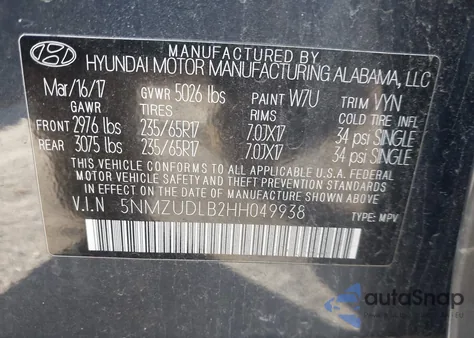 MANUFACTURED BY
HYUNDAI MOTOR MANUFACTURING ALABAMA, LLC
Mar/16/17 GVWR 5026 lbs PAINT W7U TRIM VYN
GAWR TIRES RIMS COLD TIRE INFL
FRONT 2976 lbs 235/65R17 7.0JX17 34 psi SINGLE
REAR 3075 lbs 235/65R17 7.0JX17 34 psi SINGLE
THIS VEHICLE CONFORMS TO ALL APPLICABLE U.S.A. FEDERAL
MOTOR VEHICLE SAFETY AND THEFT PREVENTION STANDARDS
IN EFFECT ON THE DATE OF MANUFACTURE SHOWN ABOVE.
V.I.N 5NMZUDLB2HH049938 TYPE: MPV
autoSnap